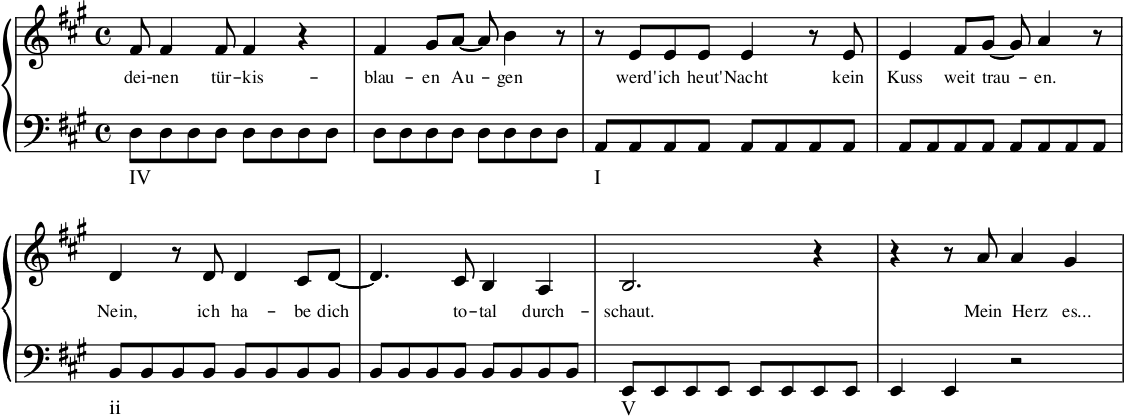 dei-nen tür-kis - blau - en Au - gen werd'ich heut'Nacht kein Kuss weit trau - en.
IV I
Nein, ich ha - be dich to-tal durch - schaut. Mein Herz es...
ii V